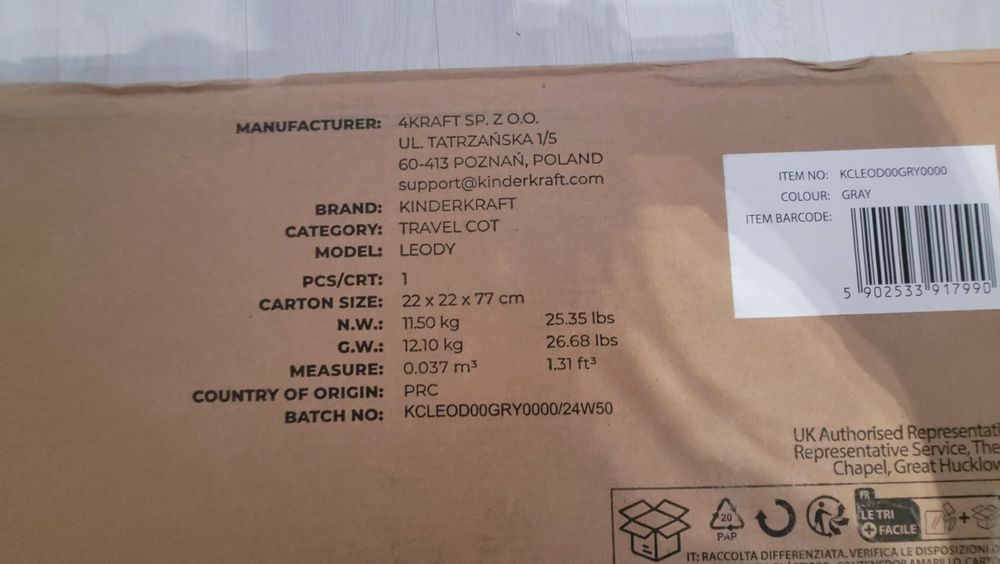 MANUFACTURER: 4KRAFT SP. Z O.O.
UL. TATRZAŃSKA 1/5
60-413 POZNAŃ, POLAND
support@kinderkraft.com
BRAND: KINDERKRAFT
CATEGORY: TRAVEL COT
MODEL: LEODY
PCS/CRT: 1
CARTON SIZE: 22 x 22 x 77 cm
N.W.: 11.50 kg 25.35 lbs
G.W.: 12.10 kg 26.68 lbs
MEASURE: 0.037 m³ 1.31 ft³
COUNTRY OF ORIGIN: PRC
BATCH NO: KCLEOD00GRY0000/24W50
ITEM NO: KCLEOD00GRY0000
COLOUR: GRAY
ITEM BARCODE:
5 902533 917990
UK Authorised Representati
Representative Service, The
Chapel, Great Hucklow
20
PAP
LE TRI
+ FACILE
+
IT: RACCOLTA DIFFERENZIATA. VERIFICA LE DISPOSIZIONI